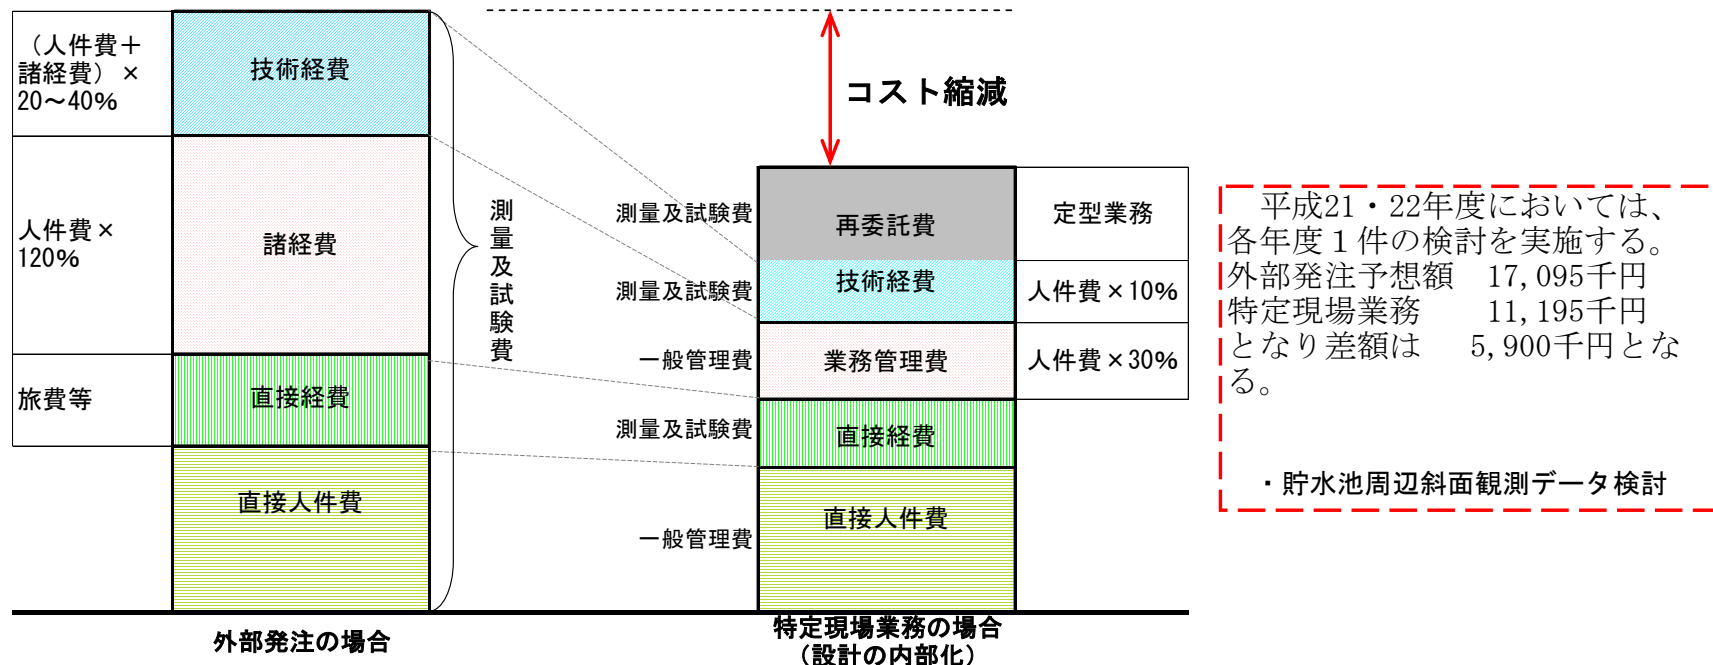 （人件費＋
諸経費）×
20～40％
技術経費
人件費×
120％
諸経費
旅費等
直接経費
直接人件費
測量及試験費
外部発注の場合
コスト縮減
測量及試験費
再委託費
定型業務
測量及試験費
技術経費
人件費×10％
一般管理費
業務管理費
人件費×30％
測量及試験費
直接経費
一般管理費
直接人件費
特定現場業務の場合
（設計の内部化）
平成21・22年度においては、
各年度１件の検討を実施する。
外部発注予想額　17,095千円
特定現場業務　　11,195千円
となり差額は　5,900千円とな
る。
・貯水池周辺斜面観測データ検討